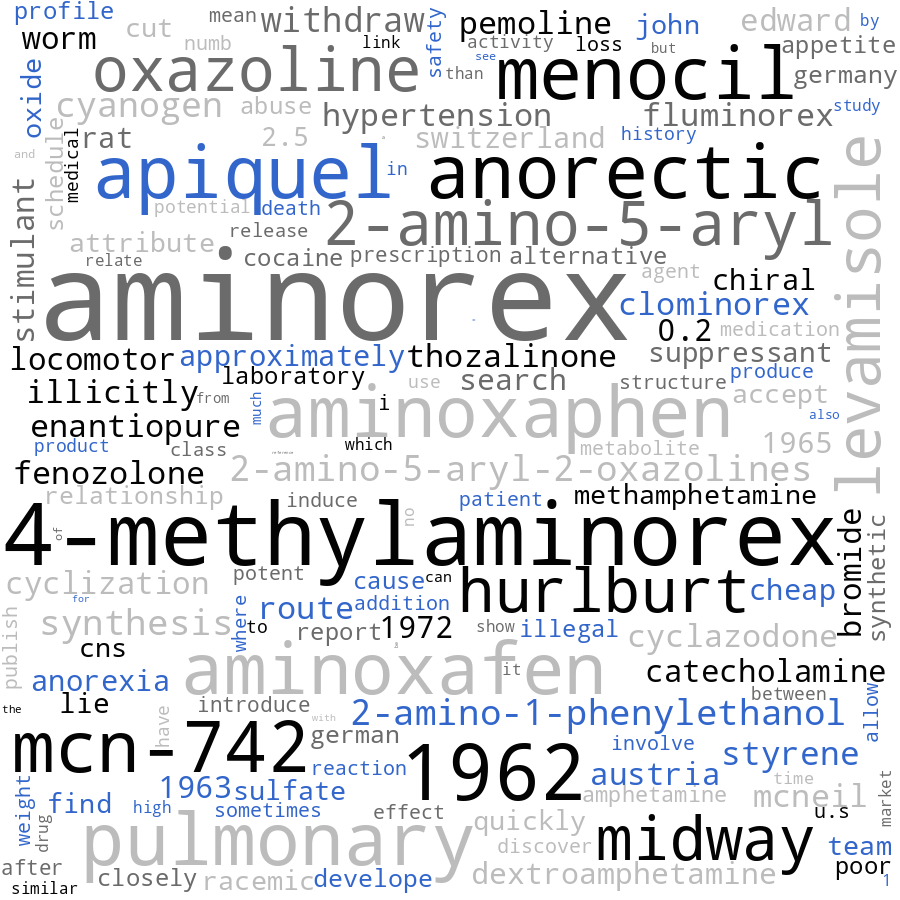 profile
cut
mean
withdraw
pemoline
john
edward
by
worm
numb
link
safety
activity
loss
but
appetite
oxazoline
see
than
menocil
germany
oxide
cyanogen
abuse
hypertension
fluminorex
study
schedule
rat
2.5
switzerland
history
and
medical
apiquel
in
anorectic
levamisole
stimulant
potential
death
release
2-amino-5-aryl
attribute
relate
cocaine
prescription
alternative
aminorex
agent
chiral
clominorex
0.2
medication
locomotor
approximately
thozalinone
suppressant
laboratory
use
search
structure
produce
illicitly
from
much
i
aminoxaphen
accept
also
enantiopure
product
class
which
metabolite
1965
reference
fenozolone
2-amino-5-aryl-2-oxazolines
relationship
induce
no
patient
methamphetamine
of
4-methylaminorex
bromide
synthetic
cyclization
potent
cause
can
hurlburt
cheap
for
route
addition
publish
synthesis
where
to
report
1972
show
illegal
cyclazodone
cns
aminoxafen
it
catecholamine
anorexia
between
allow
the
lie
have
introduce
with
2-amino-1-phenylethanol
mcn-742
german
1962
involve
styrene
reaction
austria
time
weight
find
1963
sulfate
high
sometimes
amphetamine
mcneil
market
drug
effect
quickly
u.s
pulmonary
discover
midway
team
after
closely
racemic
develope
dextroamphetamine
poor
similar
1